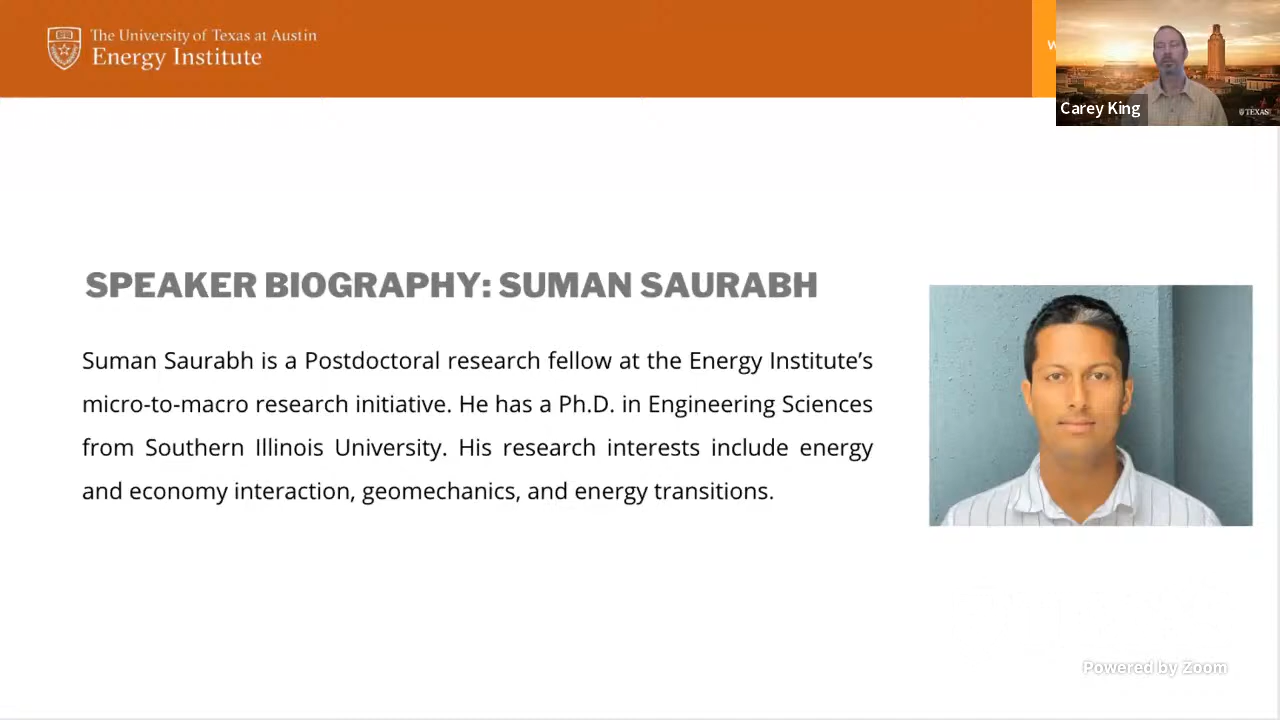 The University of Texas at Austin
Energy Institute
W
Carey King
TEXAS
SPEAKER BIOGRAPHY: SUMAN SAURABH
Suman Saurabh is a Postdoctoral research fellow at the Energy Institute’s
micro-to-macro research initiative. He has a Ph.D. in Engineering Sciences
from Southern Illinois University. His research interests include energy
and economy interaction, geomechanics, and energy transitions.
Powered by Zoom